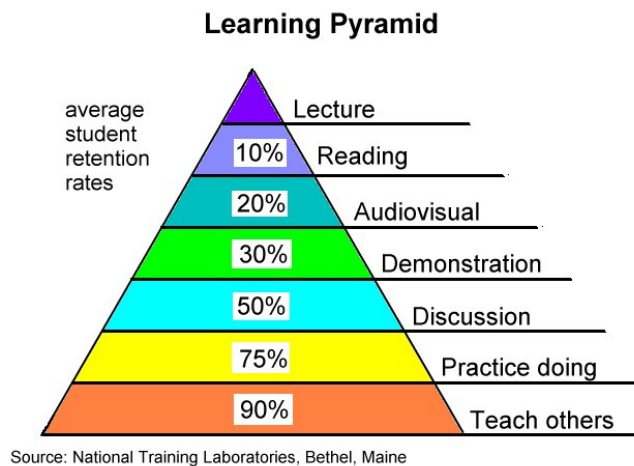 Learning Pyramid
average
student
retention
rates
Lecture
10% Reading
20% Audiovisual
30% Demonstration
50% Discussion
75% Practice doing
90% Teach others
Source: National Training Laboratories, Bethel, Maine